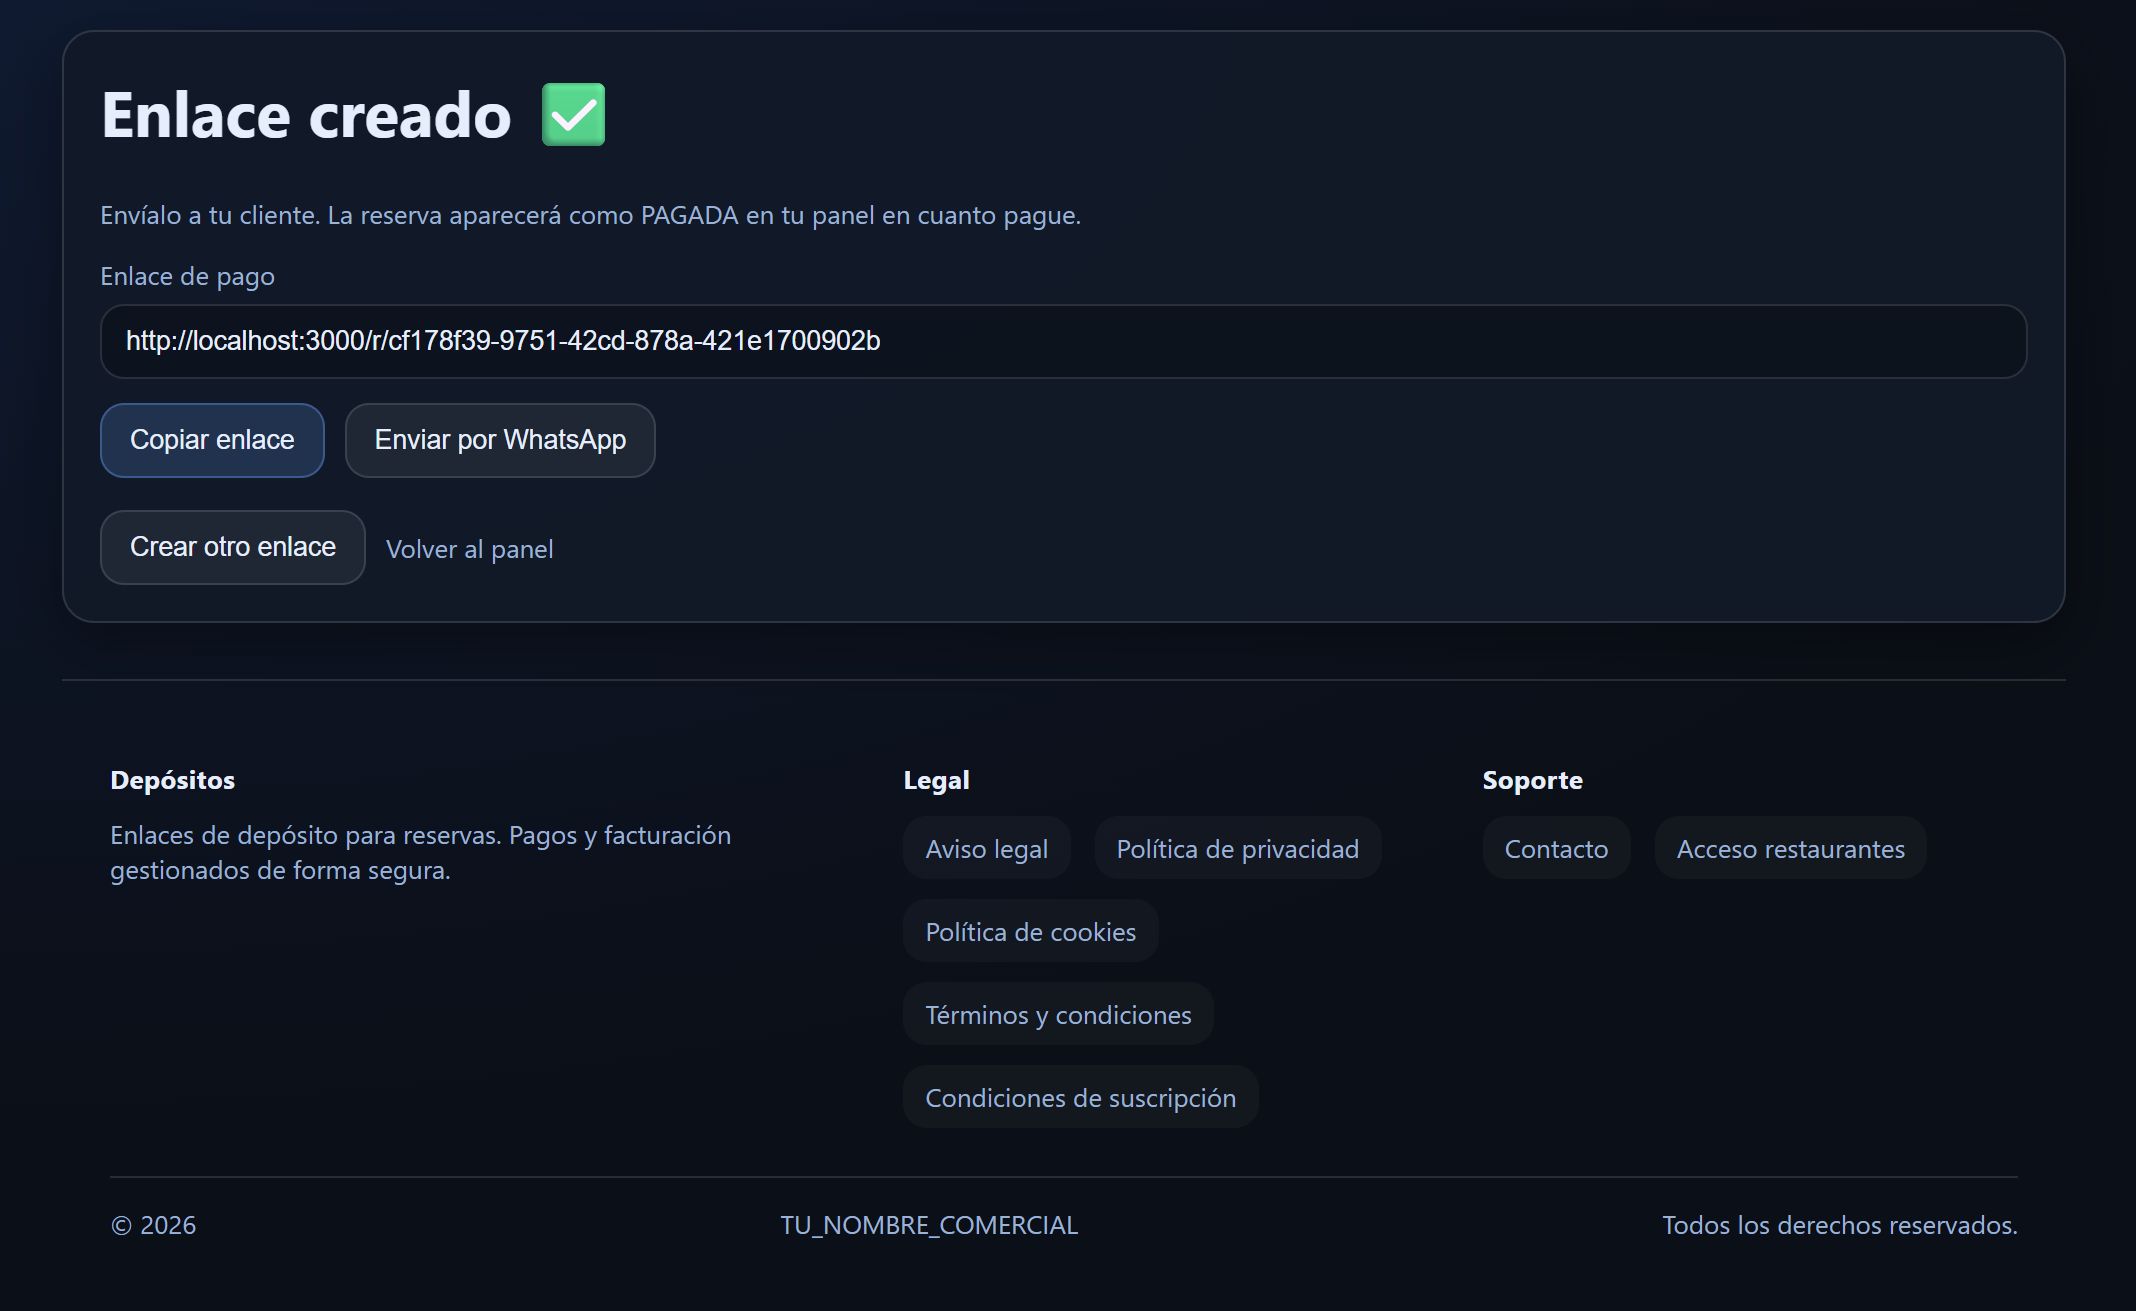 Enlace creado ✅
Envíalo a tu cliente. La reserva aparecerá como PAGADA en tu panel en cuanto pague.
Enlace de pago
http://localhost:3000/r/cf178f39-9751-42cd-878a-421e1700902b
Copiar enlace
Enviar por WhatsApp
Crear otro enlace
Volver al panel
Depósitos
Enlaces de depósito para reservas. Pagos y facturación
gestionados de forma segura.
Legal
Aviso legal
Política de privacidad
Política de cookies
Términos y condiciones
Condiciones de suscripción
Soporte
Contacto
Acceso restaurantes
© 2026
TU_NOMBRE_COMERCIAL
Todos los derechos reservados.